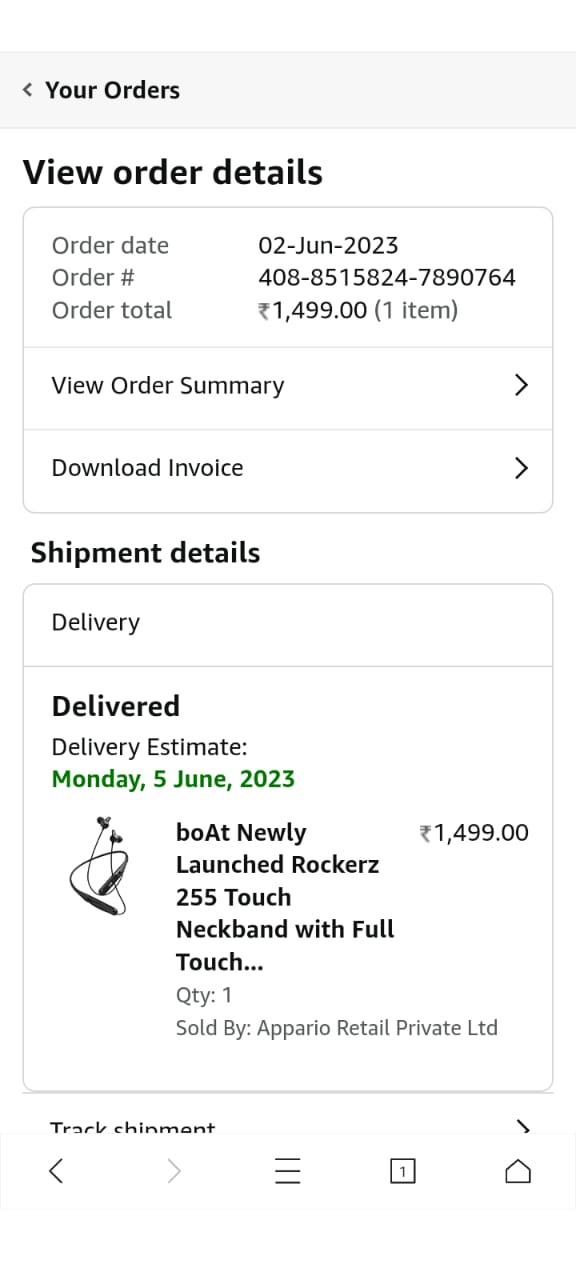 Your Orders
View order details
Order date 02-Jun-2023
Order # 408-8515824-7890764
Order total ₹1,499.00 (1 item)
View Order Summary
Download Invoice
Shipment details
Delivery
Delivered
Delivery Estimate:
Monday, 5 June, 2023
boAt Newly ₹1,499.00
Launched Rockerz
255 Touch
Neckband with Full
Touch...
Qty: 1
Sold By: Appario Retail Private Ltd
Track shipment
1